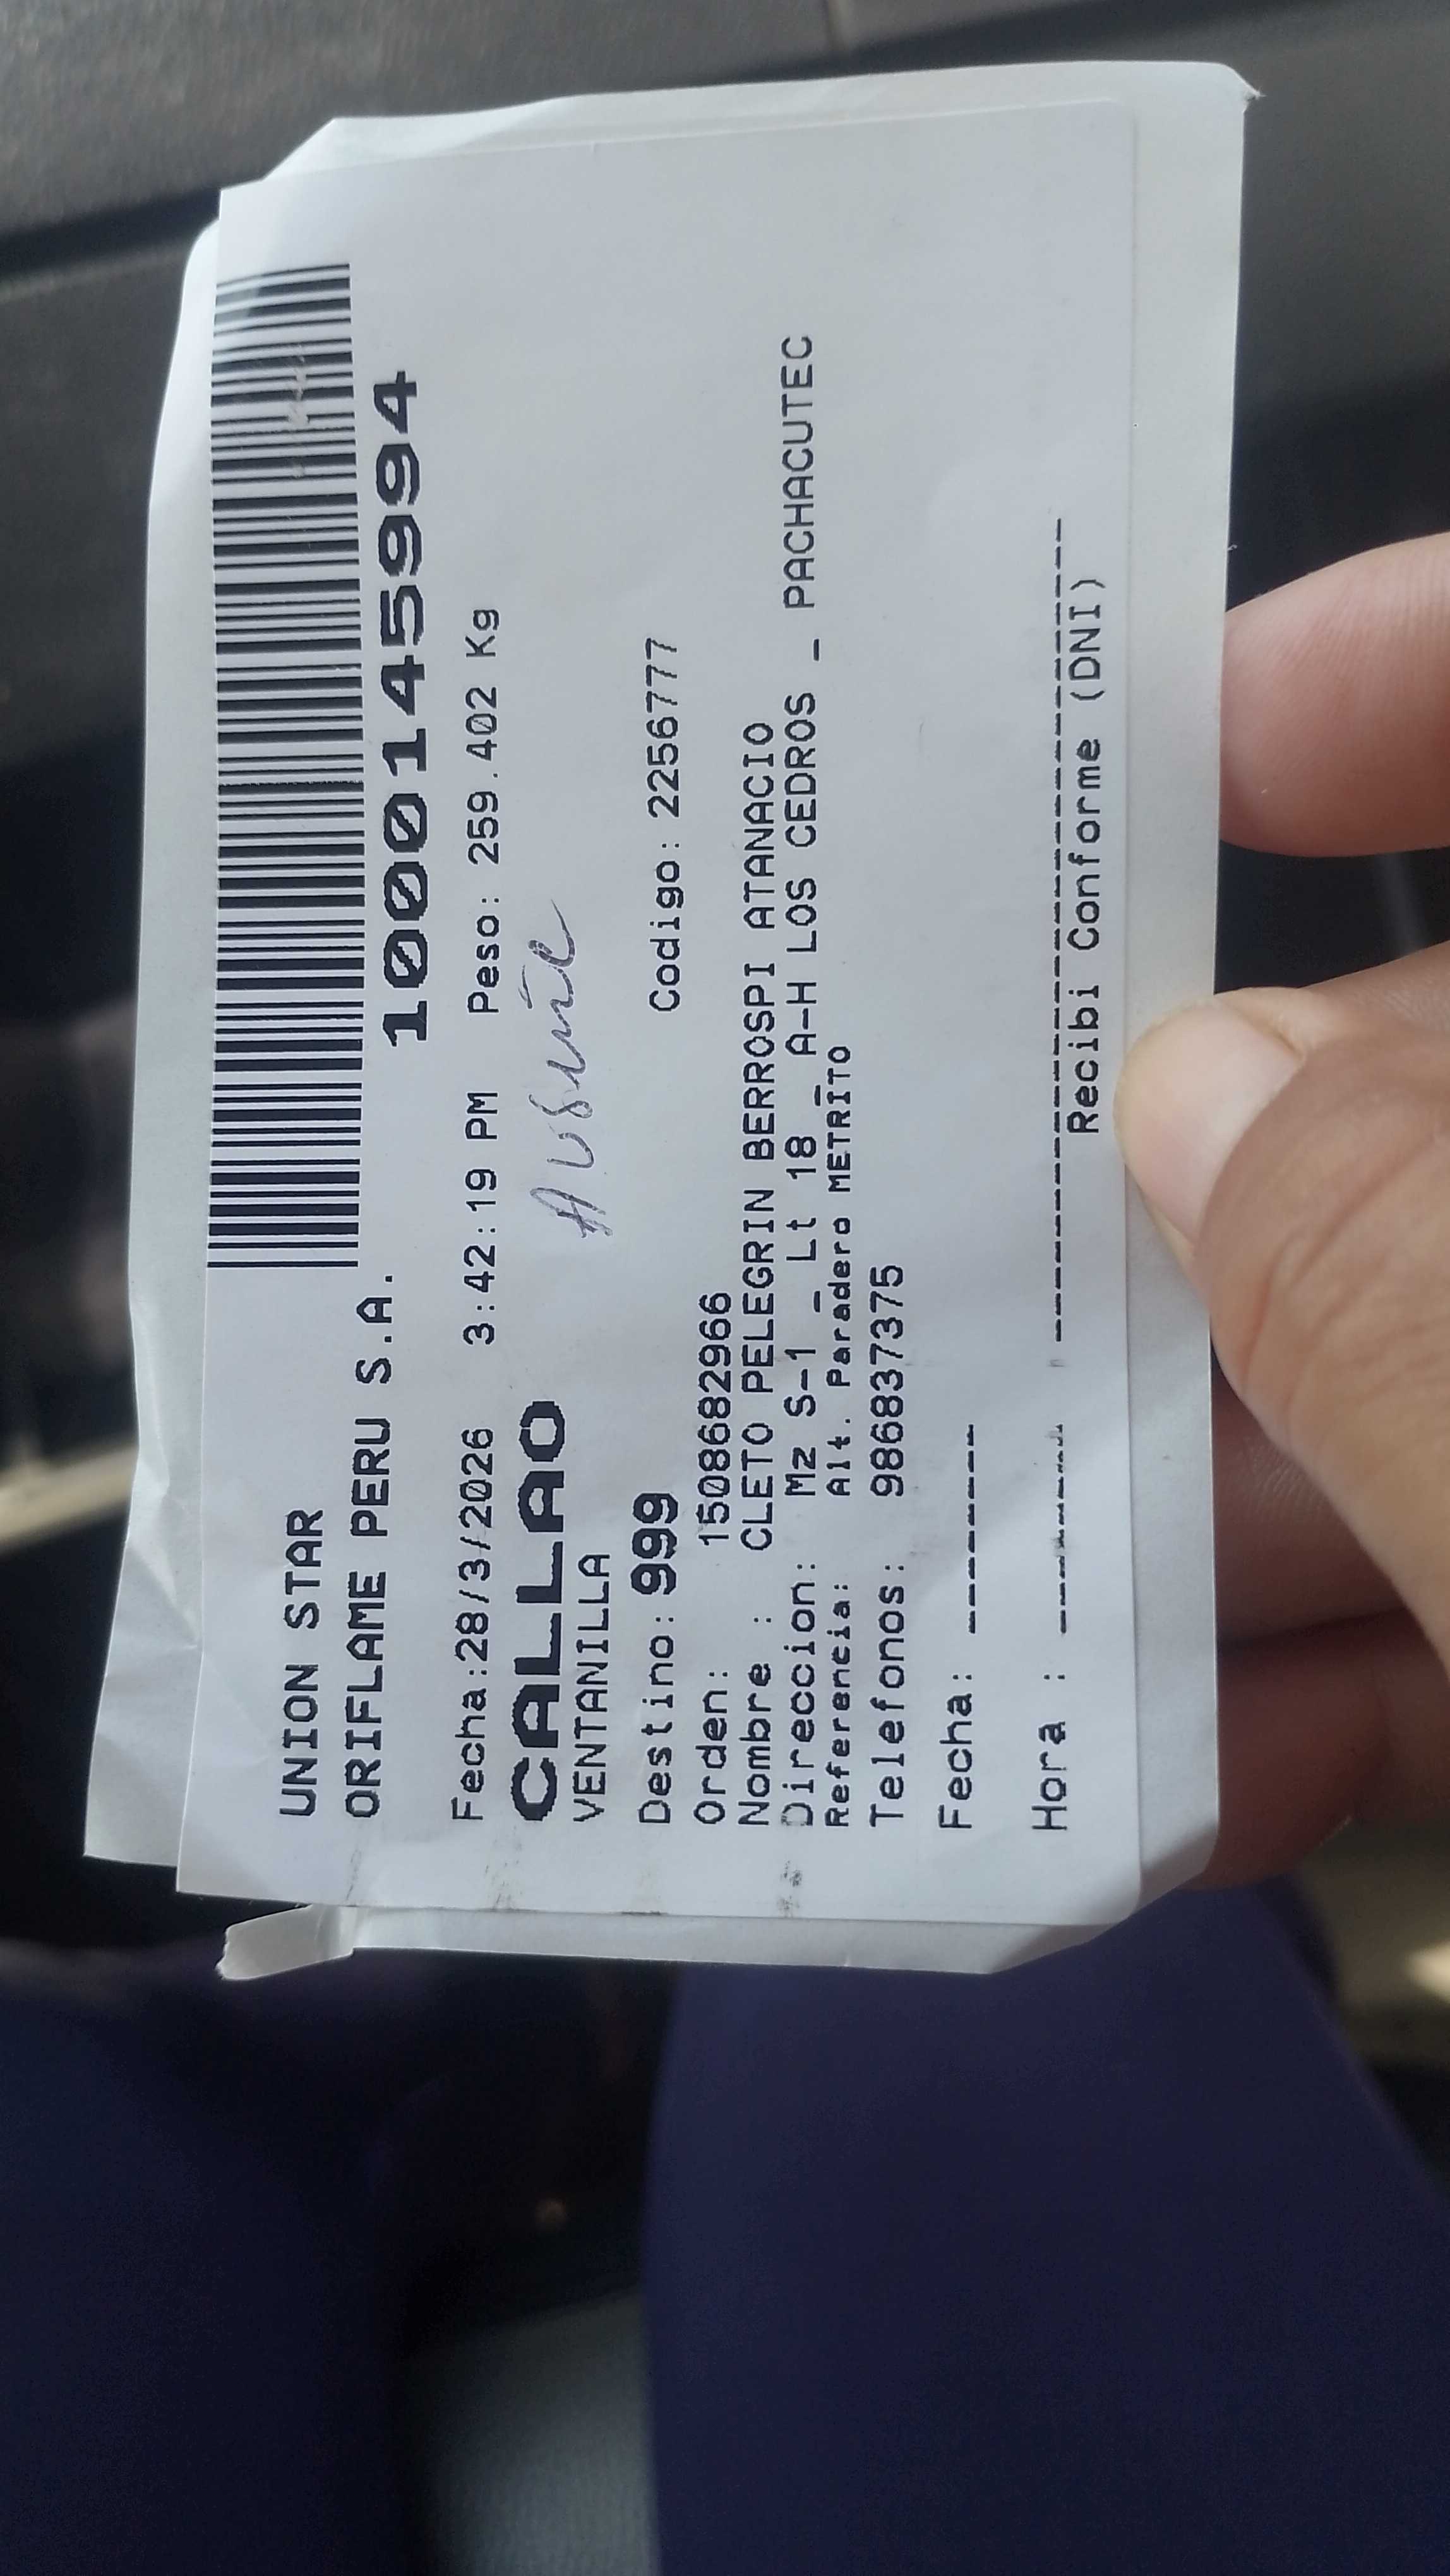 UNION STAR
ORIFLAME PERU S.A.
100145994
Fecha:28/3/2026 3:42:19 PM Peso: 259.402 Kg
CALLAO
Ausente
VENTANILLA
Destino: 999 Codigo: 2256777
Orden: 1508682966
Nombre : CLETO PELEGRIN BERROSPI ATANACIO
Direccion: Mz S-1 _ Lt 18 _ A-H LOS CEDROS _ PACHACUTEC
Referencia: Alt. Paradero METRITO
Telefonos: 986837375
Fecha: -------
Hora : ------- ---------------------------
Recibi Conforme (DNI)